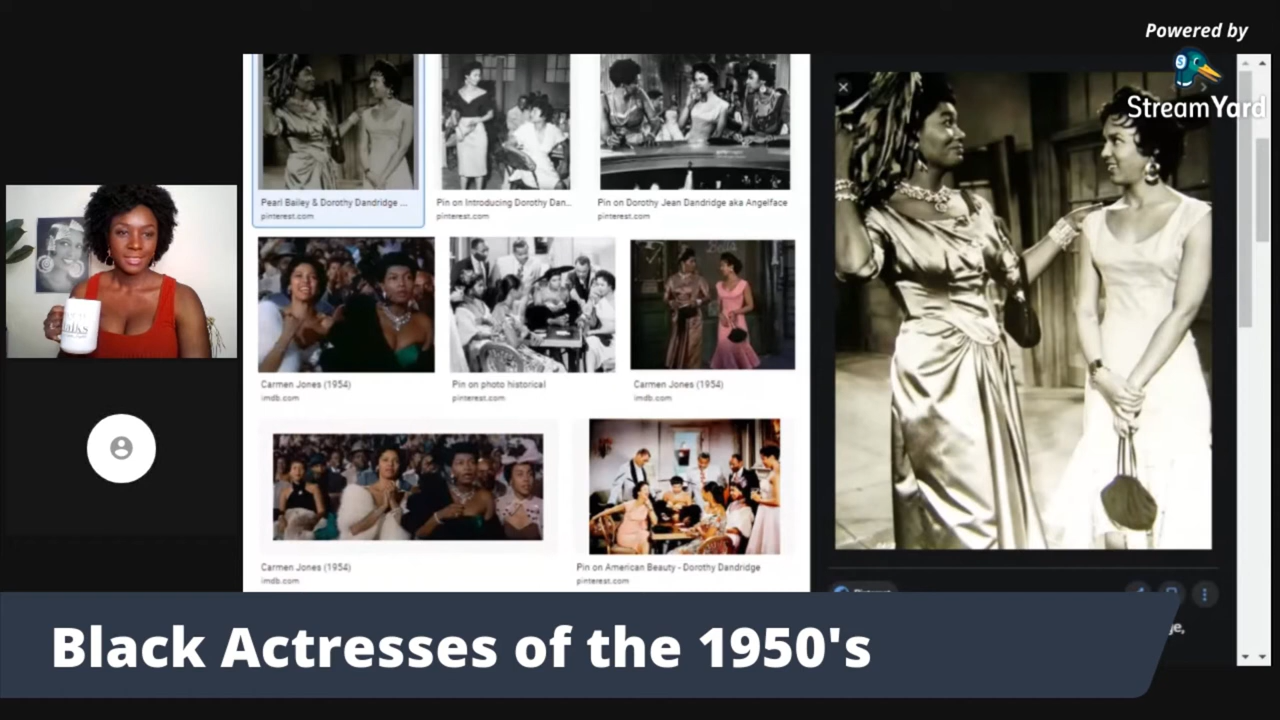 Powered by
StreamYard
Pearl Bailey & Dorothy Dandridge ...
pinterest.com
Pin on Introducing Dorothy Dan...
pinterest.com
Pin on Dorothy Jean Dandridge aka Angelface
pinterest.com
Carmen Jones (1954)
imdb.com
Pin on photo historical
pinterest.com
Carmen Jones (1954)
imdb.com
Carmen Jones (1954)
imdb.com
Pin on American Beauty - Dorothy Dandridge
pinterest.com
Black Actresses of the 1950's